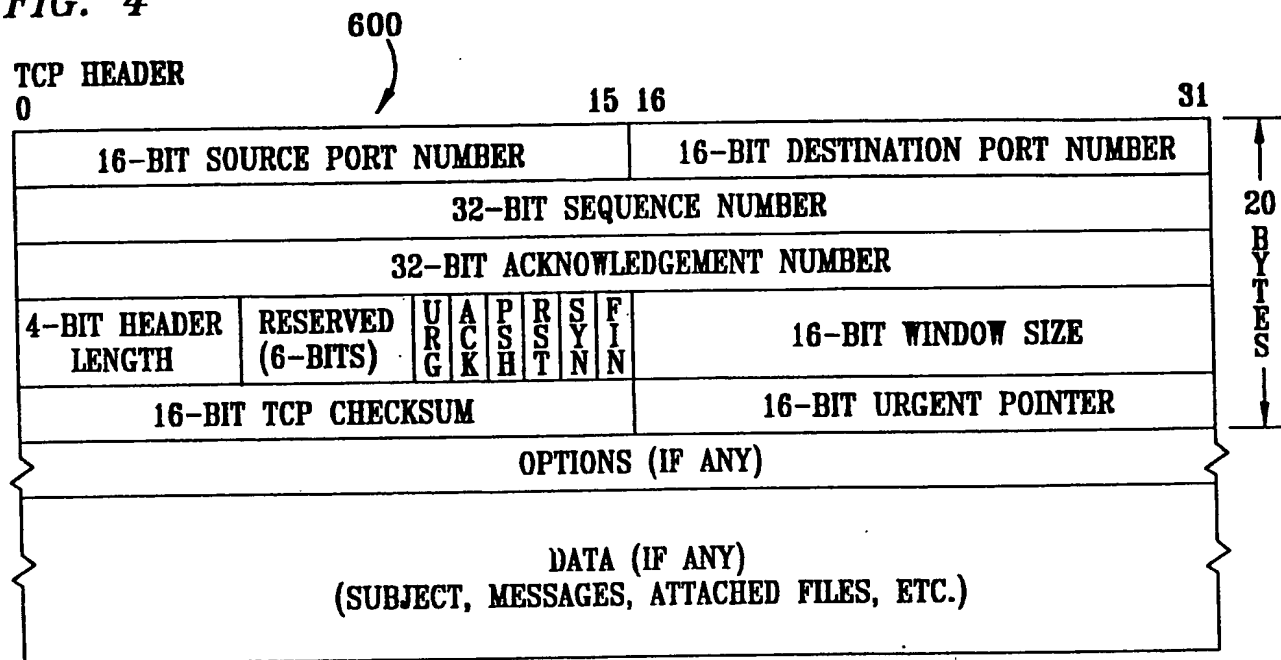 FIG. 4
600
TCP HEADER
0 15 16 31
16-BIT SOURCE PORT NUMBER 16-BIT DESTINATION PORT NUMBER
32-BIT SEQUENCE NUMBER
32-BIT ACKNOWLEDGEMENT NUMBER
4-BIT HEADER LENGTH RESERVED (6-BITS) URG ACK PSH RST SYN FIN 16-BIT WINDOW SIZE
16-BIT TCP CHECKSUM 16-BIT URGENT POINTER
20 BYTES
OPTIONS (IF ANY)
DATA (IF ANY)
(SUBJECT, MESSAGES, ATTACHED FILES, ETC.)